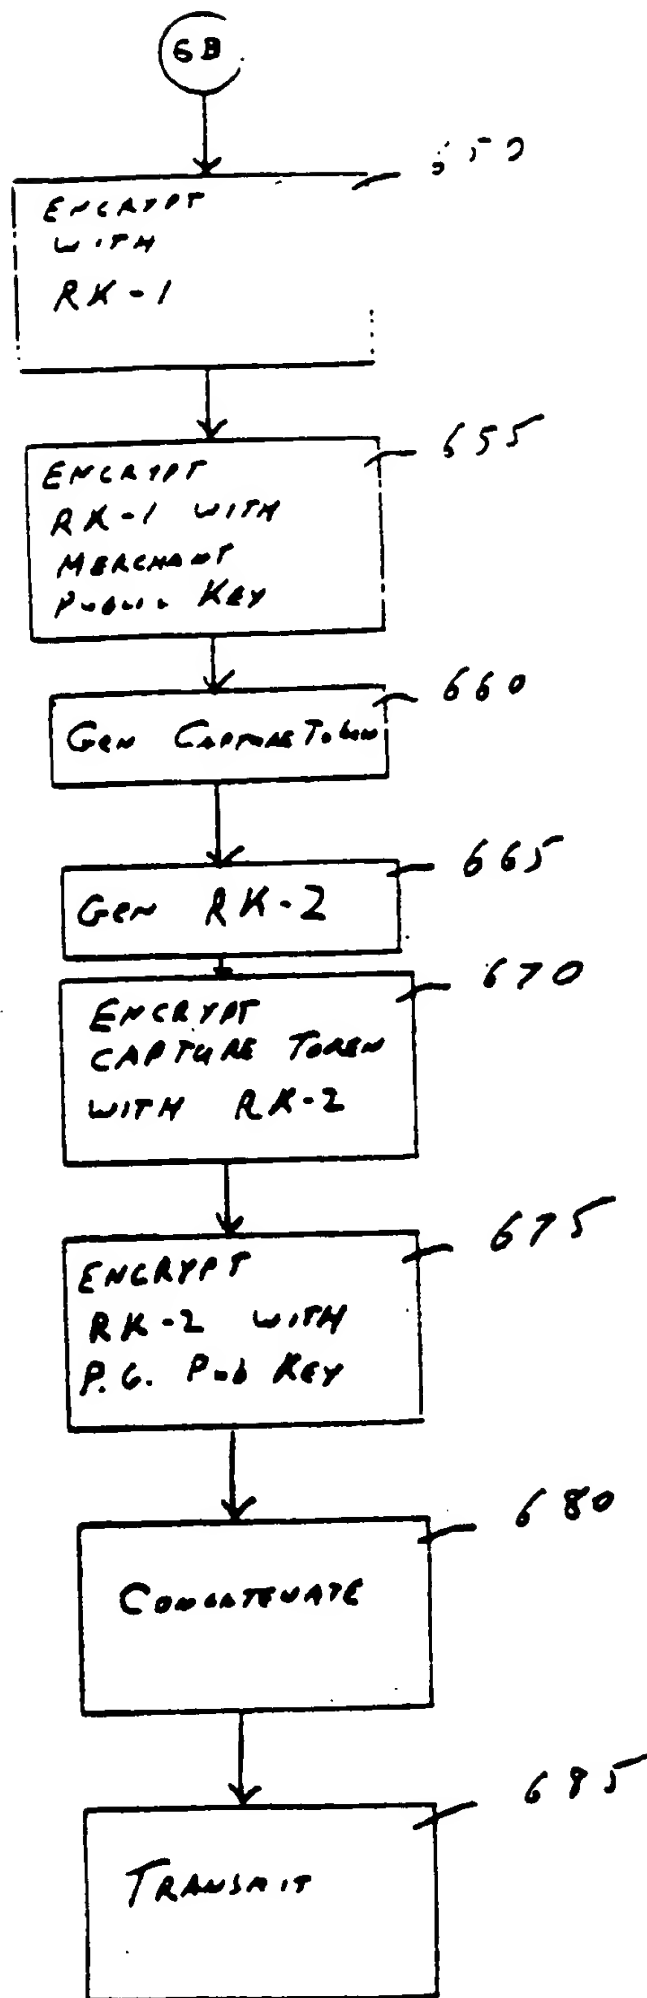 6B
650
ENCRYPT
WITH
RK-1
655
ENCRYPT
RK-1 WITH
MERCHANT
PUBLIC KEY
660
GEN CAPTURE TOKEN
665
GEN RK-2
670
ENCRYPT
CAPTURE TOKEN
WITH RK-2
675
ENCRYPT
RK-2 WITH
P.G. Pub KEY
680
CONCATENATE
685
TRANSMIT